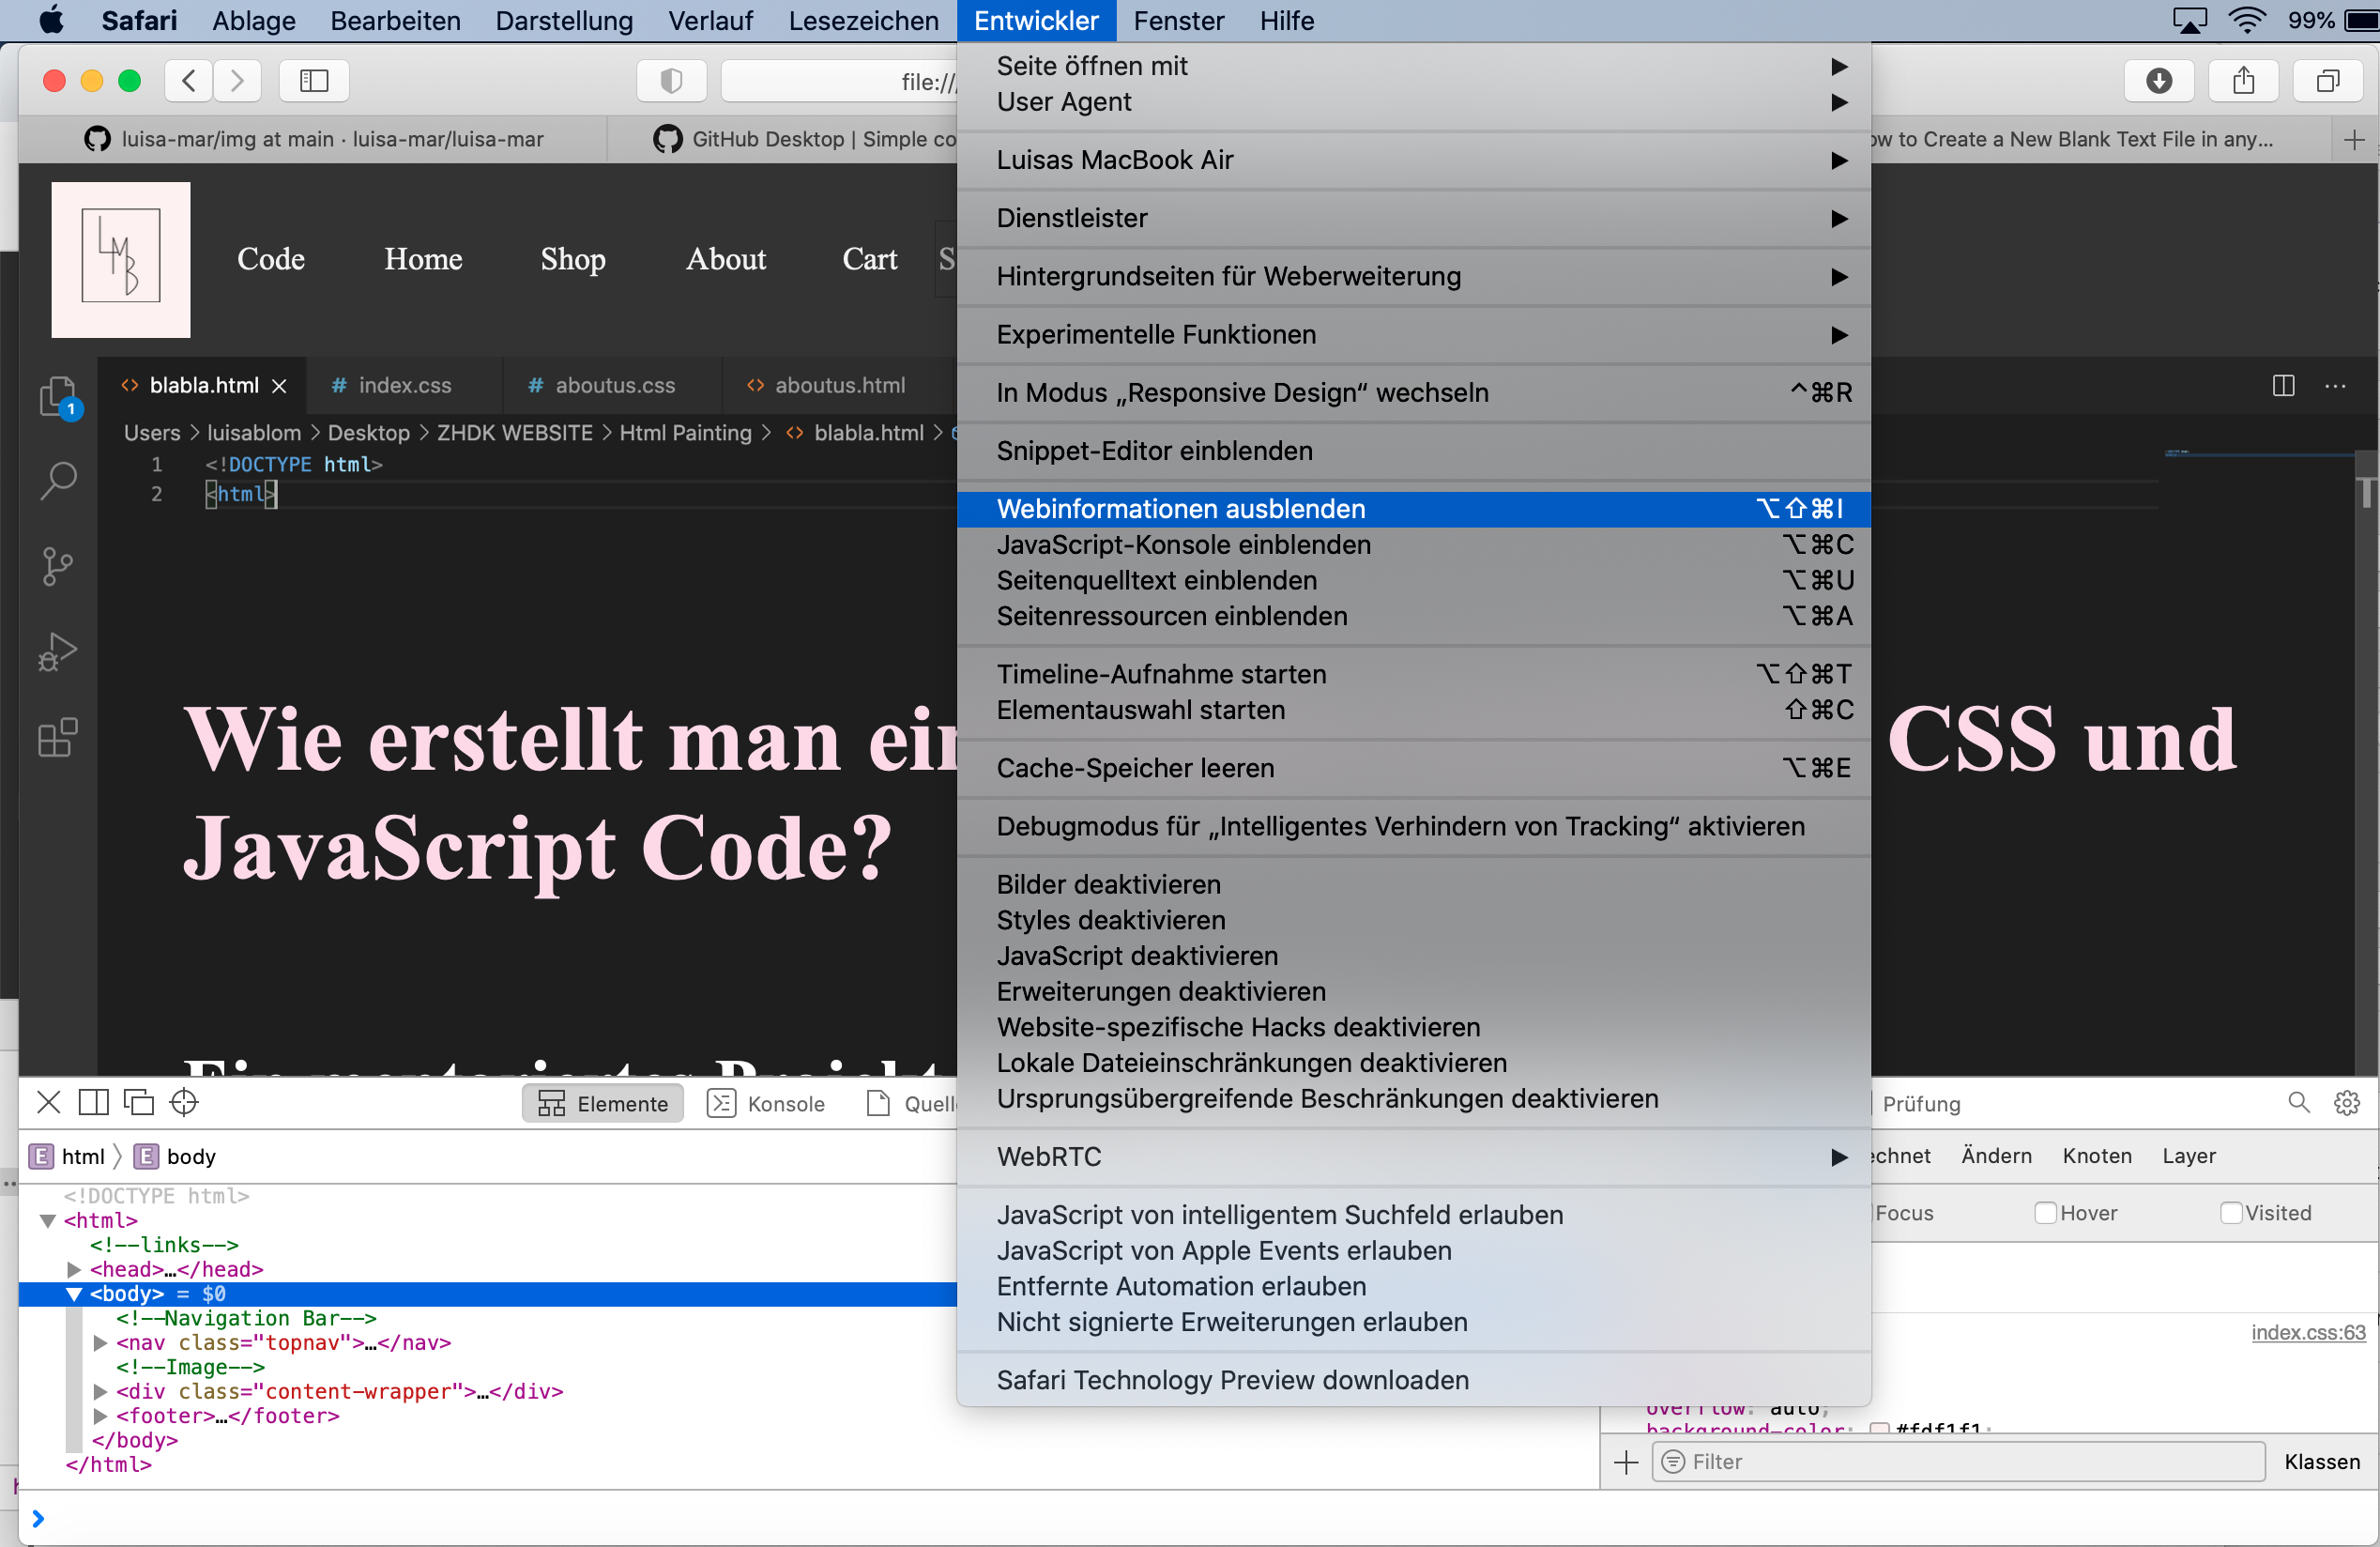 Safari Ablage Bearbeiten Darstellung Verlauf Lesezeichen Entwickler Fenster Hilfe 99%
file:///
luisa-mar/img at main · luisa-mar/luisa-mar
GitHub Desktop | Simple co
ow to Create a New Blank Text File in any...
LMB
Code Home Shop About Cart S
blabla.html
index.css
aboutus.css
aboutus.html
1
Users > luisablom > Desktop > ZHDK WEBSITE > Html Painting > blabla.html >
1 <!DOCTYPE html>
2 <html>
Wie erstellt man ein
CSS und
JavaScript Code?
Ein mentoriertes Projekt
Seite öffnen mit
User Agent
Luisas MacBook Air
Dienstleister
Hintergrundseiten für Weberweiterung
Experimentelle Funktionen
In Modus „Responsive Design“ wechseln ^⌘R
Snippet-Editor einblenden
Webinformationen ausblenden ⌥⇧⌘I
JavaScript-Konsole einblenden ⌥⌘C
Seitenquelltext einblenden ⌥⌘U
Seitenressourcen einblenden ⌥⌘A
Timeline-Aufnahme starten ⌥⇧⌘T
Elementauswahl starten ⇧⌘C
Cache-Speicher leeren ⌥⌘E
Debugmodus für „Intelligentes Verhindern von Tracking“ aktivieren
Bilder deaktivieren
Styles deaktivieren
JavaScript deaktivieren
Erweiterungen deaktivieren
Website-spezifische Hacks deaktivieren
Lokale Dateieinschränkungen deaktivieren
Ursprungsübergreifende Beschränkungen deaktivieren
WebRTC
JavaScript von intelligentem Suchfeld erlauben
JavaScript von Apple Events erlauben
Entfernte Automation erlauben
Nicht signierte Erweiterungen erlauben
Safari Technology Preview downloaden
Elemente Konsole Quell
Prüfung
E html E body
echnet Ändern Knoten Layer
Focus Hover Visited
<!DOCTYPE html>
<html>
<!--links-->
<head>…</head>
<body> = $0
<!--Navigation Bar-->
<nav class="topnav">…</nav>
<!--Image-->
<div class="content-wrapper">…</div>
<footer>…</footer>
</body>
</html>
index.css:63
overflow: auto;
background-color: #fdf1f1;
Filter
Klassen